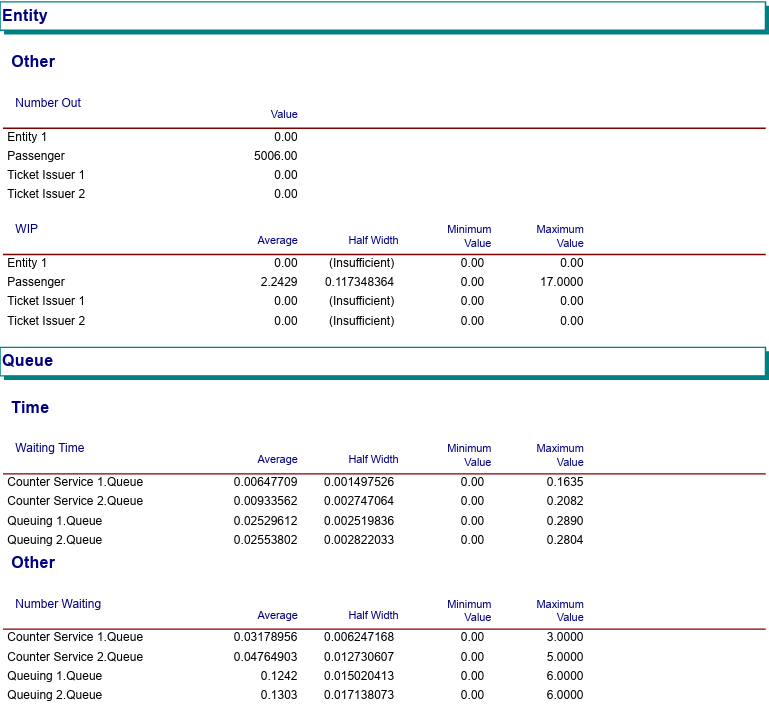 Entity
Other
Number Out
Value
Entity 1 0.00
Passenger 5006.00
Ticket Issuer 1 0.00
Ticket Issuer 2 0.00
WIP Average Half Width Minimum Value Maximum Value
Entity 1 0.00 (Insufficient) 0.00 0.00
Passenger 2.2429 0.117348364 0.00 17.0000
Ticket Issuer 1 0.00 (Insufficient) 0.00 0.00
Ticket Issuer 2 0.00 (Insufficient) 0.00 0.00
Queue
Time
Waiting Time Average Half Width Minimum Value Maximum Value
Counter Service 1.Queue 0.00647709 0.001497526 0.00 0.1635
Counter Service 2.Queue 0.00933562 0.002747064 0.00 0.2082
Queuing 1.Queue 0.02529612 0.002519836 0.00 0.2890
Queuing 2.Queue 0.02553802 0.002822033 0.00 0.2804
Other
Number Waiting Average Half Width Minimum Value Maximum Value
Counter Service 1.Queue 0.03178956 0.006247168 0.00 3.0000
Counter Service 2.Queue 0.04764903 0.012730607 0.00 5.0000
Queuing 1.Queue 0.1242 0.015020413 0.00 6.0000
Queuing 2.Queue 0.1303 0.017138073 0.00 6.0000